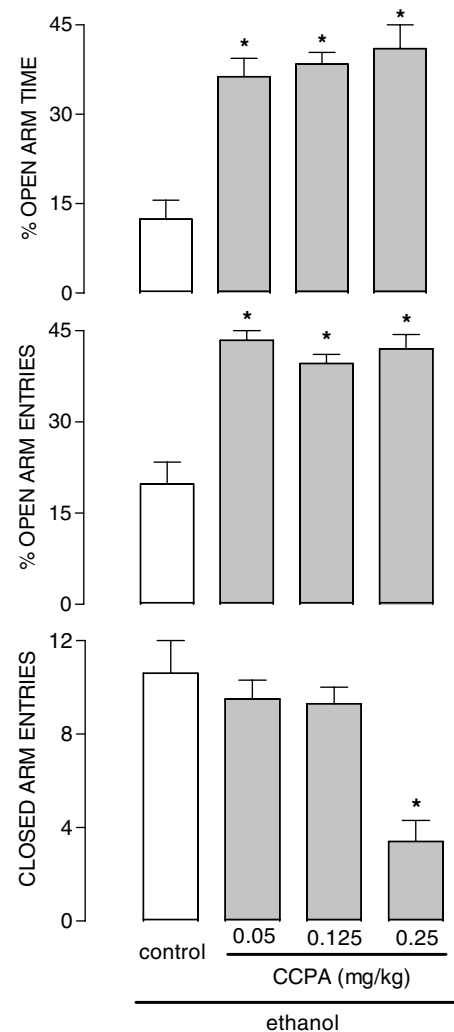 % OPEN ARM TIME
45
30
15
0
*
*
*
% OPEN ARM ENTRIES
45
30
15
0
*
*
*
CLOSED ARM ENTRIES
12
8
4
0
*
control
0.05 0.125 0.25
CCPA (mg/kg)
ethanol